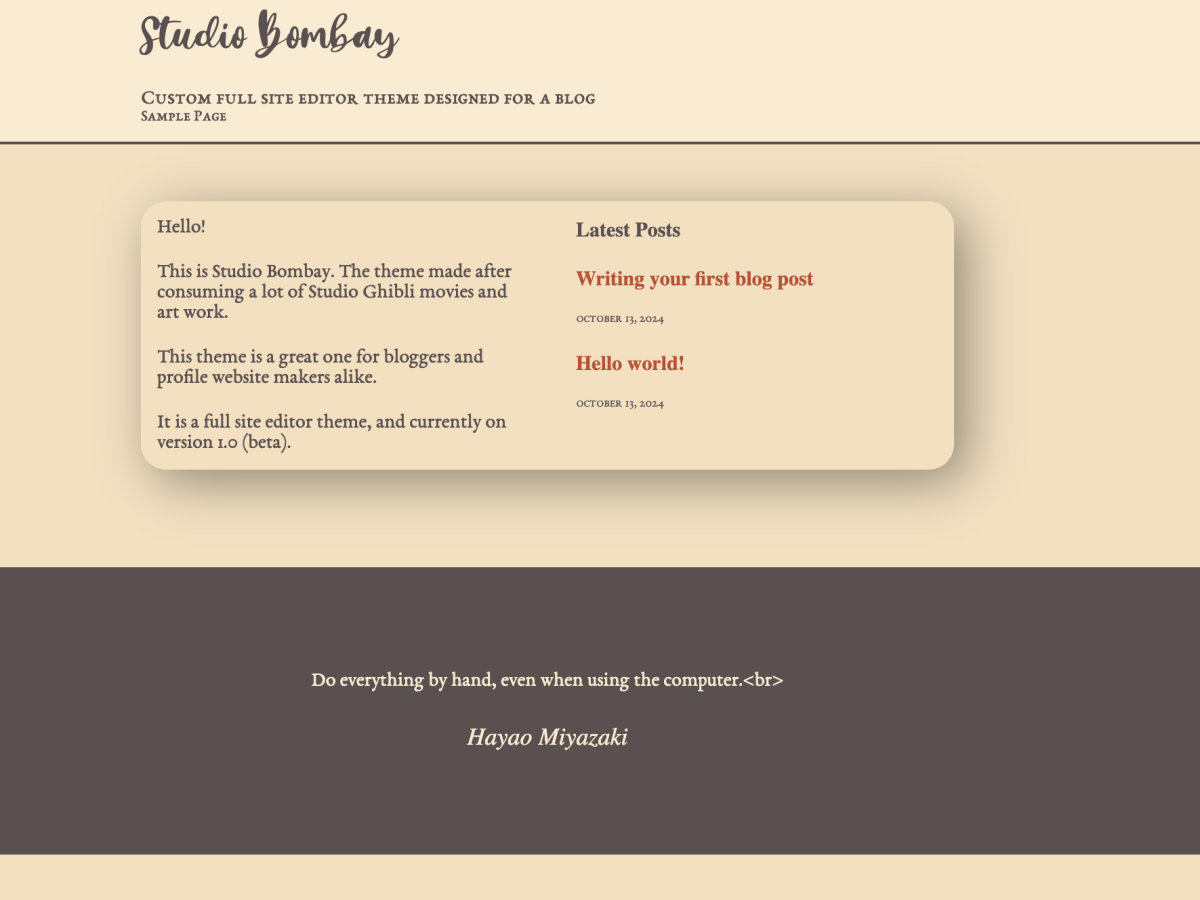 Studio Bombay
Custom full site editor theme designed for a blog
Sample Page
Hello!
This is Studio Bombay. The theme made after
consuming a lot of Studio Ghibli movies and
art work.
This theme is a great one for bloggers and
profile website makers alike.
It is a full site editor theme, and currently on
version 1.0 (beta).
Latest Posts
Writing your first blog post
october 13, 2024
Hello world!
october 13, 2024
Do everything by hand, even when using the computer.<br>
Hayao Miyazaki